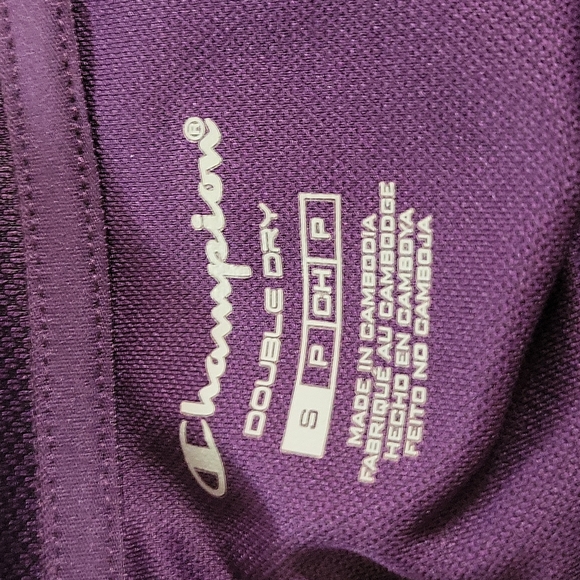 Champion®
DOUBLE DRY
S P CH P
MADE IN CAMBODIA
FABRIQUÉ AU CAMBODGE
HECHO EN CAMBOYA
FEITO NO CAMBOJA